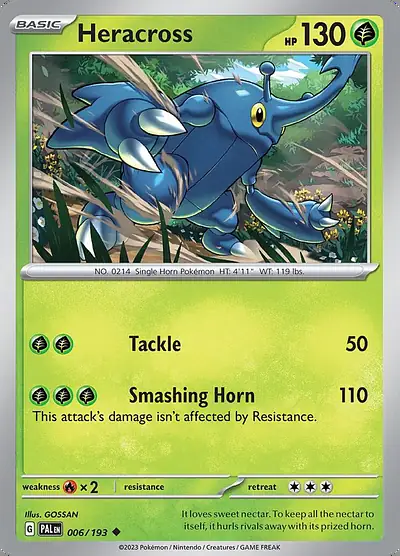 BASIC Heracross HP 130
NO. 0214 Single Horn Pokémon HT: 4'11" WT: 119 lbs.
Tackle 50
Smashing Horn 110
This attack's damage isn't affected by Resistance.
weakness × 2 resistance retreat
Illus. GOSSAN
G PAL EN 006/193
It loves sweet nectar. To keep all the nectar to
itself, it hurls rivals away with its prized horn.
©2023 Pokémon / Nintendo / Creatures / GAME FREAK